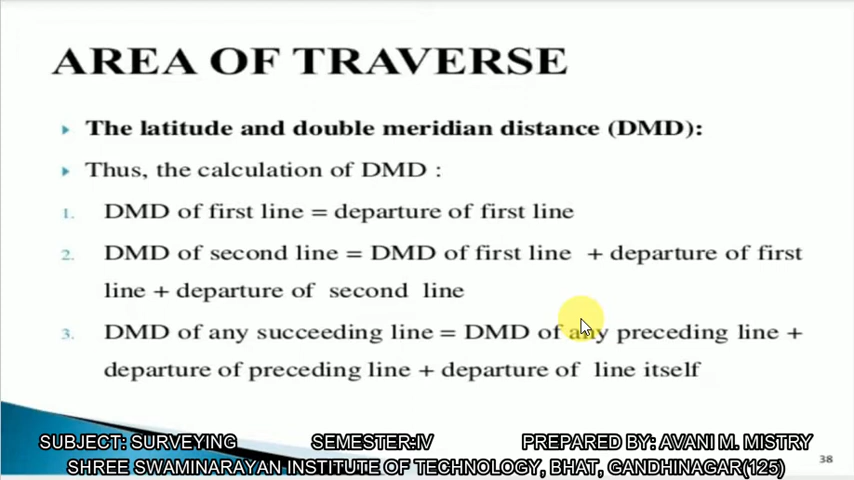 AREA OF TRAVERSE
The latitude and double meridian distance (DMD):
Thus, the calculation of DMD :
1. DMD of first line = departure of first line
2. DMD of second line = DMD of first line + departure of first
line + departure of second line
3. DMD of any succeeding line = DMD of any preceding line +
departure of preceding line + departure of line itself
SUBJECT: SURVEYING SEMESTER:IV PREPARED BY: AVANI M. MISTRY
SHREE SWAMINARAYAN INSTITUTE OF TECHNOLOGY, BHAT, GANDHINAGAR(125)
38